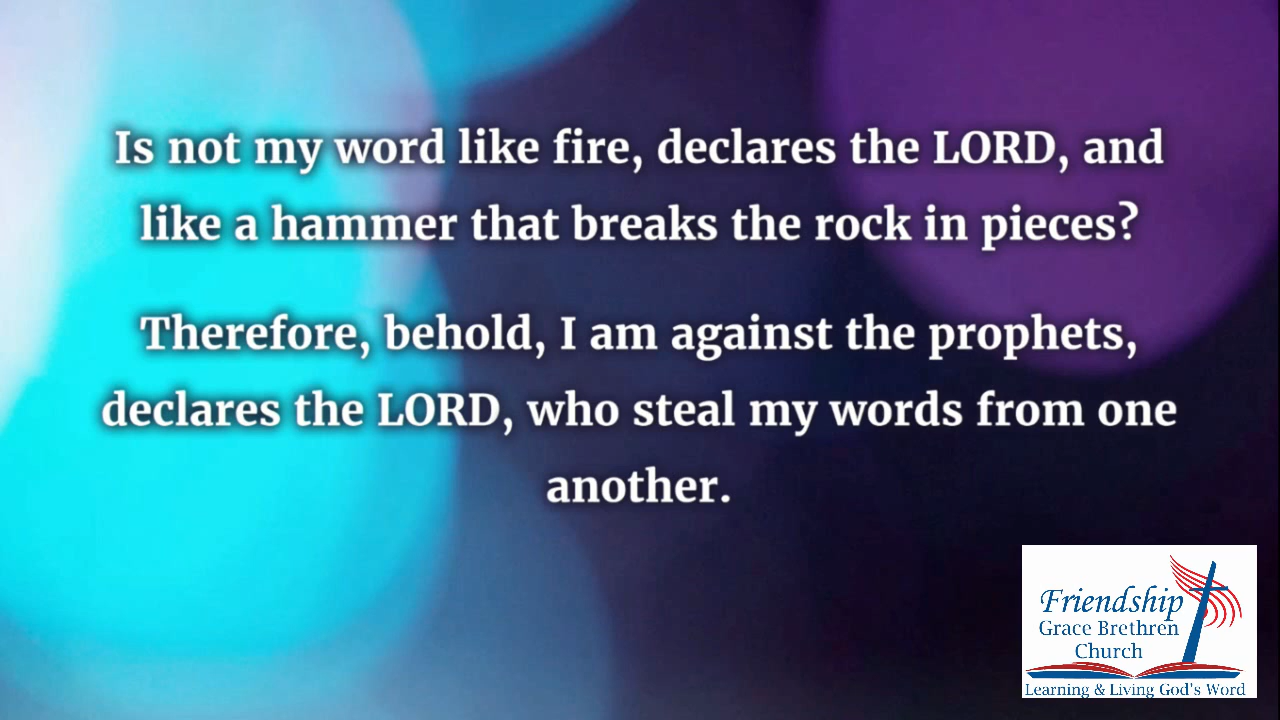 Is not my word like fire, declares the LORD, and
like a hammer that breaks the rock in pieces?
Therefore, behold, I am against the prophets,
declares the LORD, who steal my words from one
another.
Friendship
Grace Brethren
Church
Learning & Living God's Word